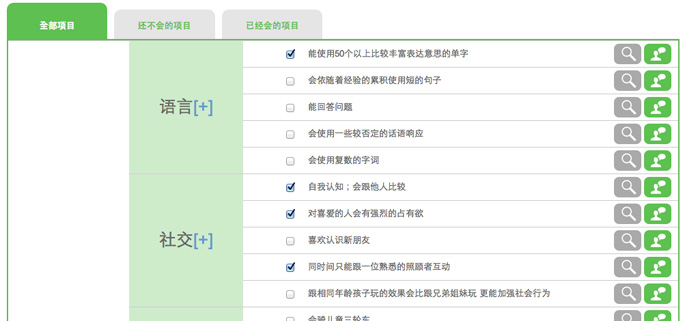 全部项目
还不会的项目
已经会的项目
语言[+]
能使用50个以上比较丰富表达意思的单字
会依随着经验的累积使用短的句子
能回答问题
会使用一些较否定的话语响应
会使用复数的字词
社交[+]
自我认知；会跟他人比较
对喜爱的人会有强烈的占有欲
喜欢认识新朋友
同时间只能跟一位熟悉的照顾者互动
跟相同年龄孩子玩的效果会比跟兄弟姐妹玩 更能加强社会行为
会骑儿童三轮车